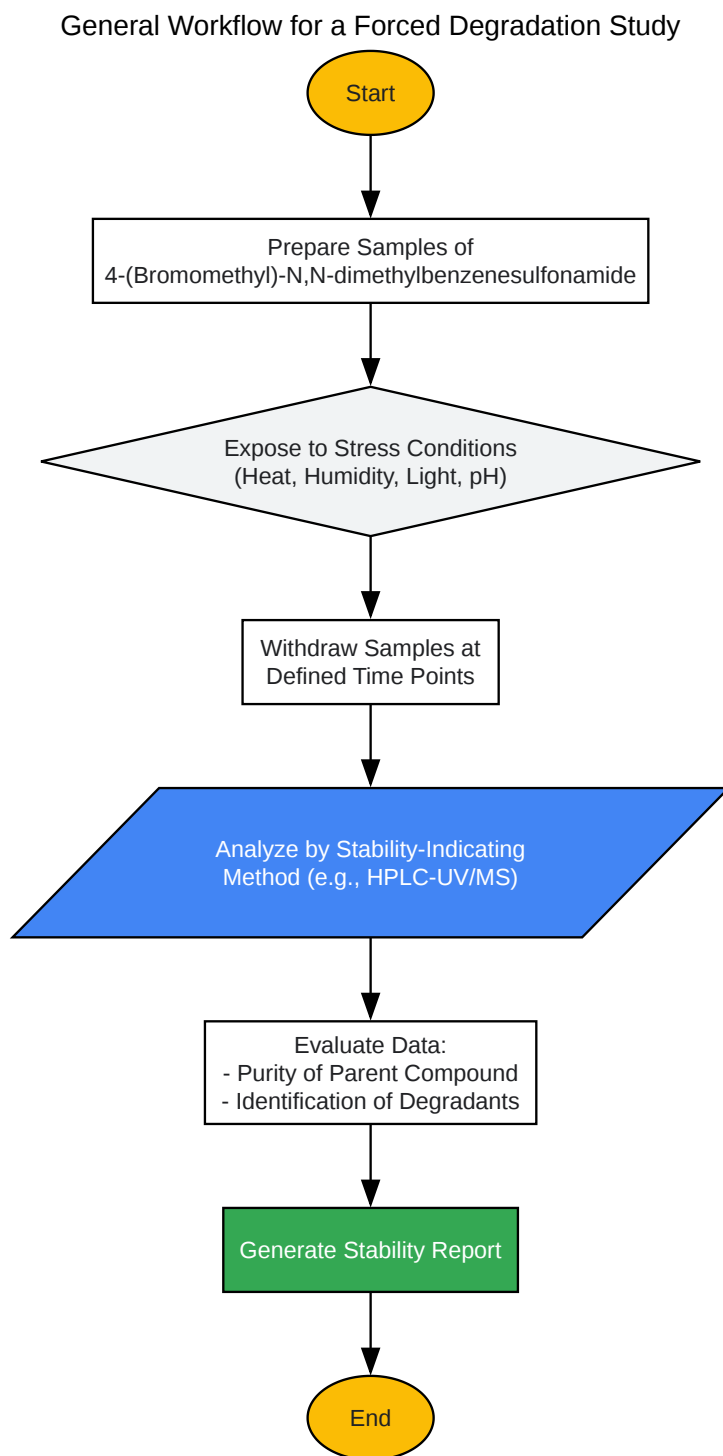 General Workflow for a Forced Degradation Study
Start
Prepare Samples of
4-(Bromomethyl)-N,N-dimethylbenzenesulfonamide
Expose to Stress Conditions
(Heat, Humidity, Light, pH)
Withdraw Samples at
Defined Time Points
Analyze by Stability-Indicating
Method (e.g., HPLC-UV/MS)
Evaluate Data:
- Purity of Parent Compound
- Identification of Degradants
Generate Stability Report
End